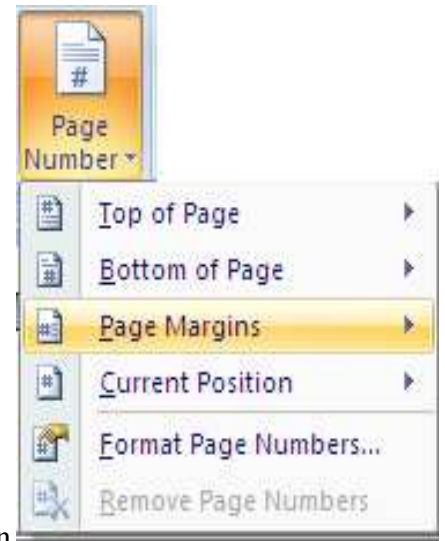 #
Page
Number
Top of Page
Bottom of Page
Page Margins
Current Position
Format Page Numbers...
Remove Page Numbers